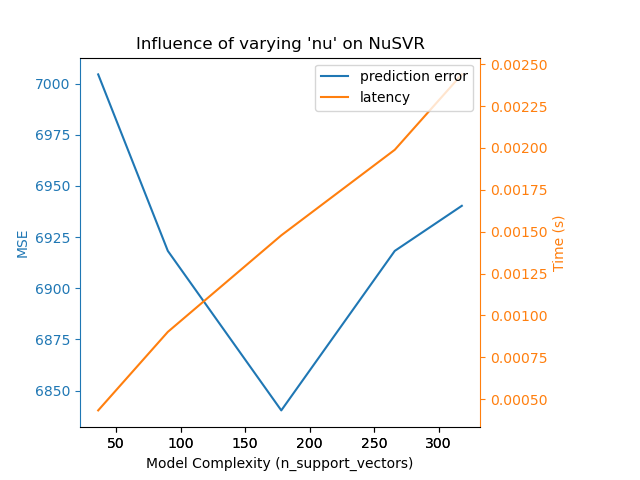 Influence of varying 'nu' on NuSVR
prediction error
latency
MSE
7000
6975
6950
6925
6900
6875
6850
0.00250
0.00225
0.00200
0.00175
0.00150
0.00125
0.00100
0.00075
0.00050
Time (s)
50 100 150 200 250 300
Model Complexity (n_support_vectors)